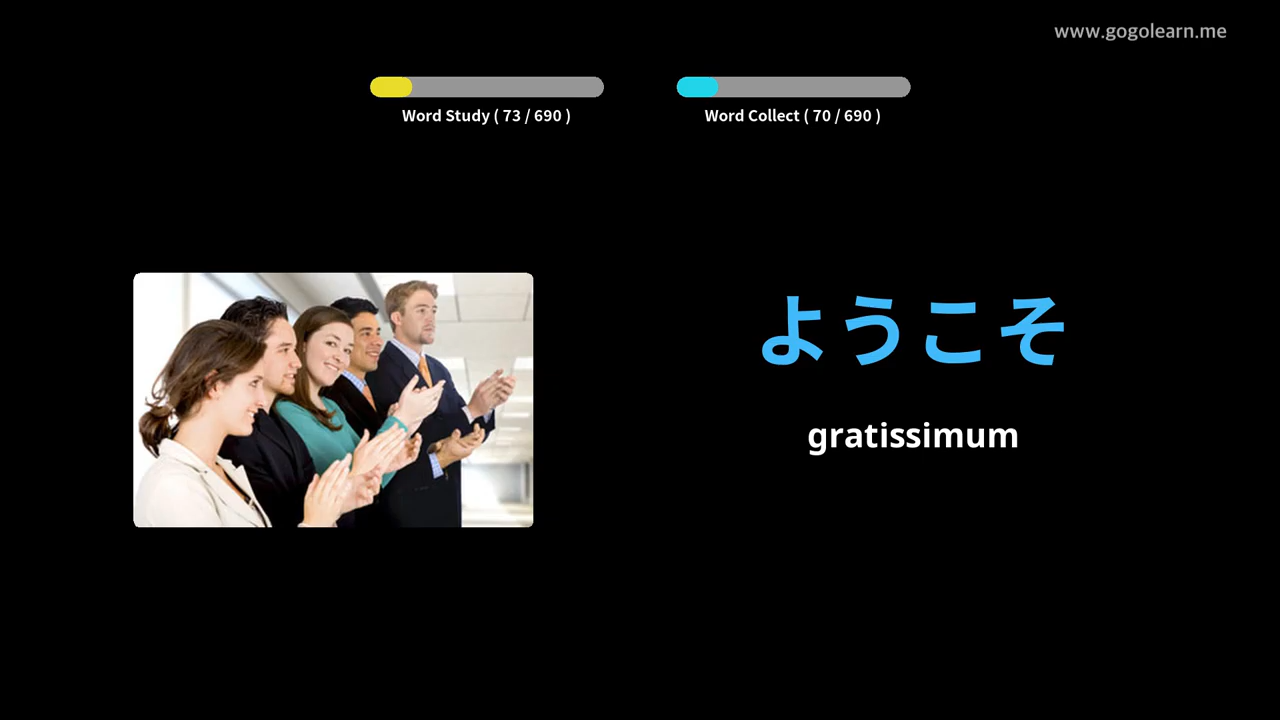 www.gogolearn.me
Word Study ( 73 / 690 )
Word Collect ( 70 / 690 )
ようこそ
gratissimum